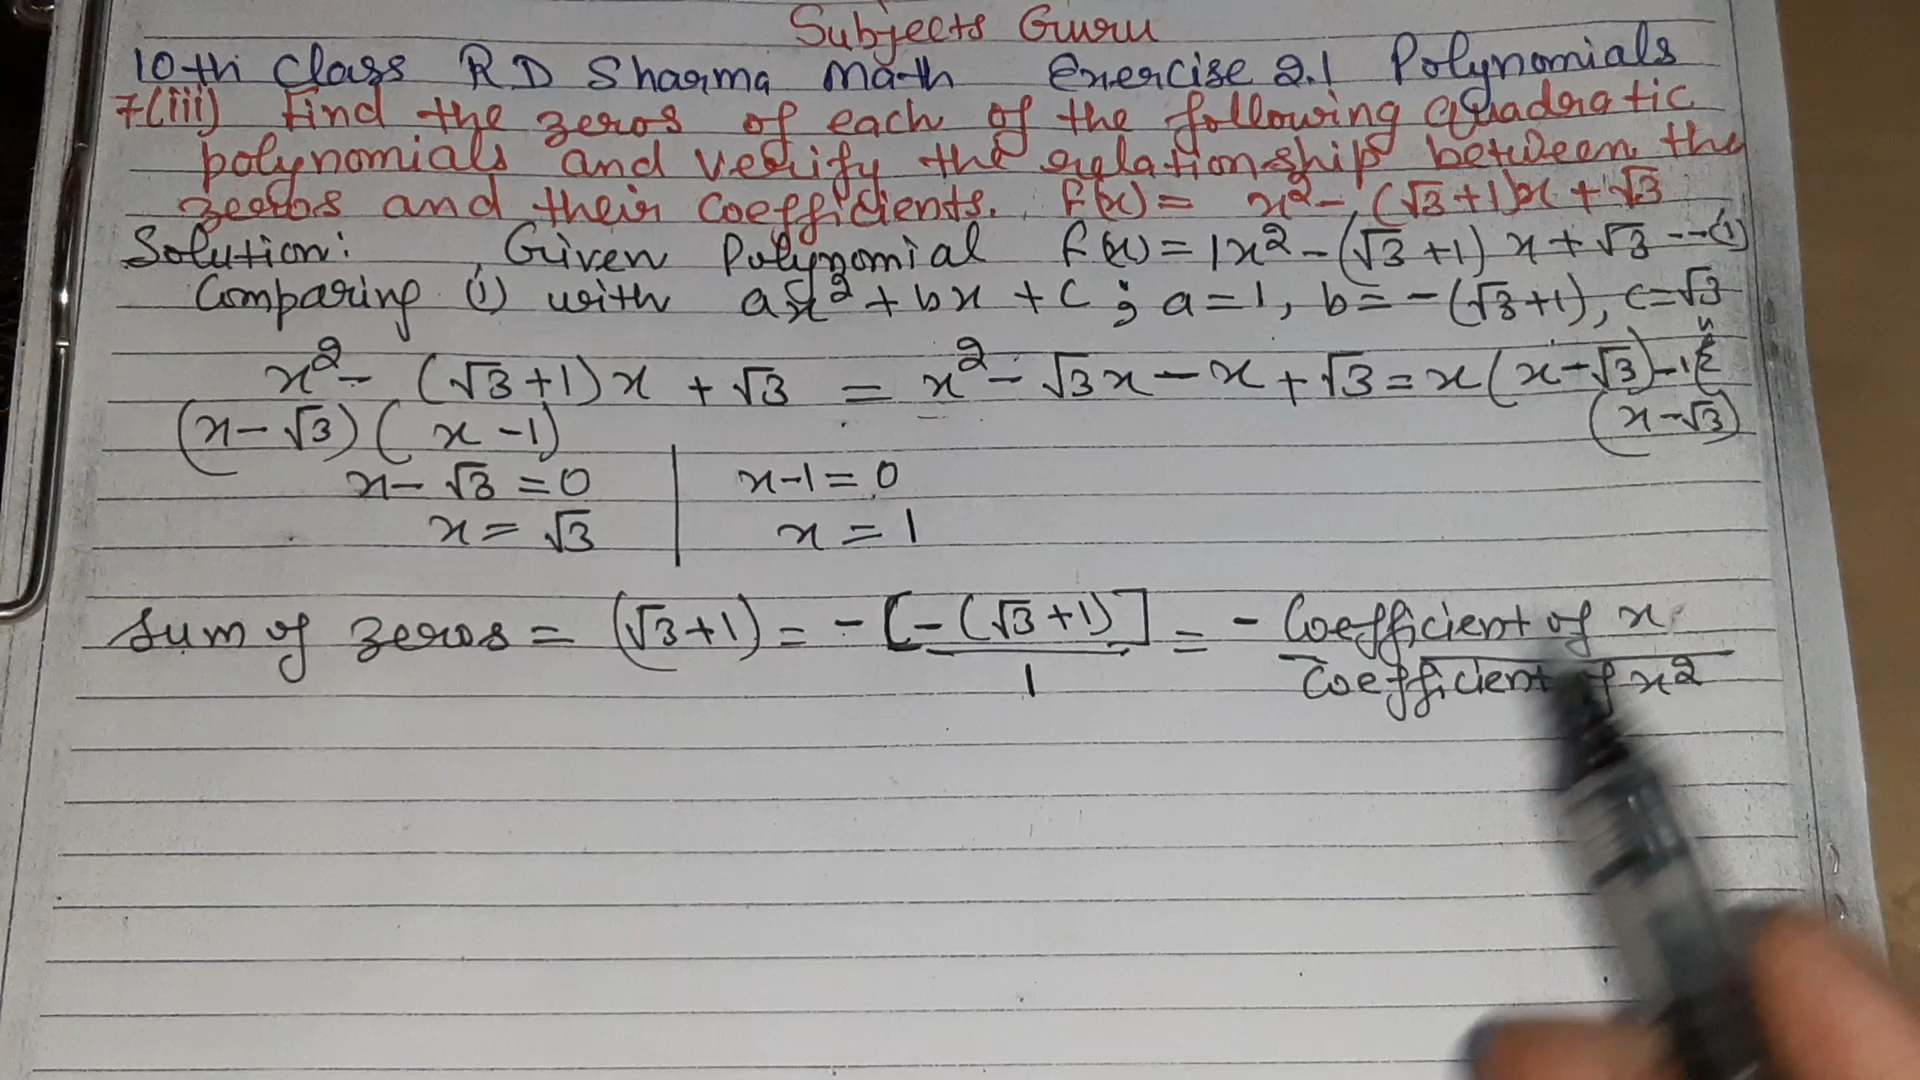 Subjects Guru
10th Class R D Sharma Math Exercise 2.1 Polynomials
7(iii) Find the zeros of each of the following quadratic
polynomials and verify the relationship between the
zeros and their coefficients. f(x) = x² - (√3+1)x + √3
Solution: Given Polynomial f(x) = 1x² - (√3+1) x + √3 --- (1)
Comparing (i) with ax² + bx + c ; a = 1, b = -(√3+1), c = √3
x² - (√3+1)x + √3 = x² - √3x - x + √3 = x(x-√3) - 1
(x-√3)
(x-√3)(x-1)
x - √3 = 0 | x - 1 = 0
x = √3 | x = 1
Sum of zeros = (√3+1) = -[-(√3+1)] = - Coefficient of x
1 Coefficient of x²